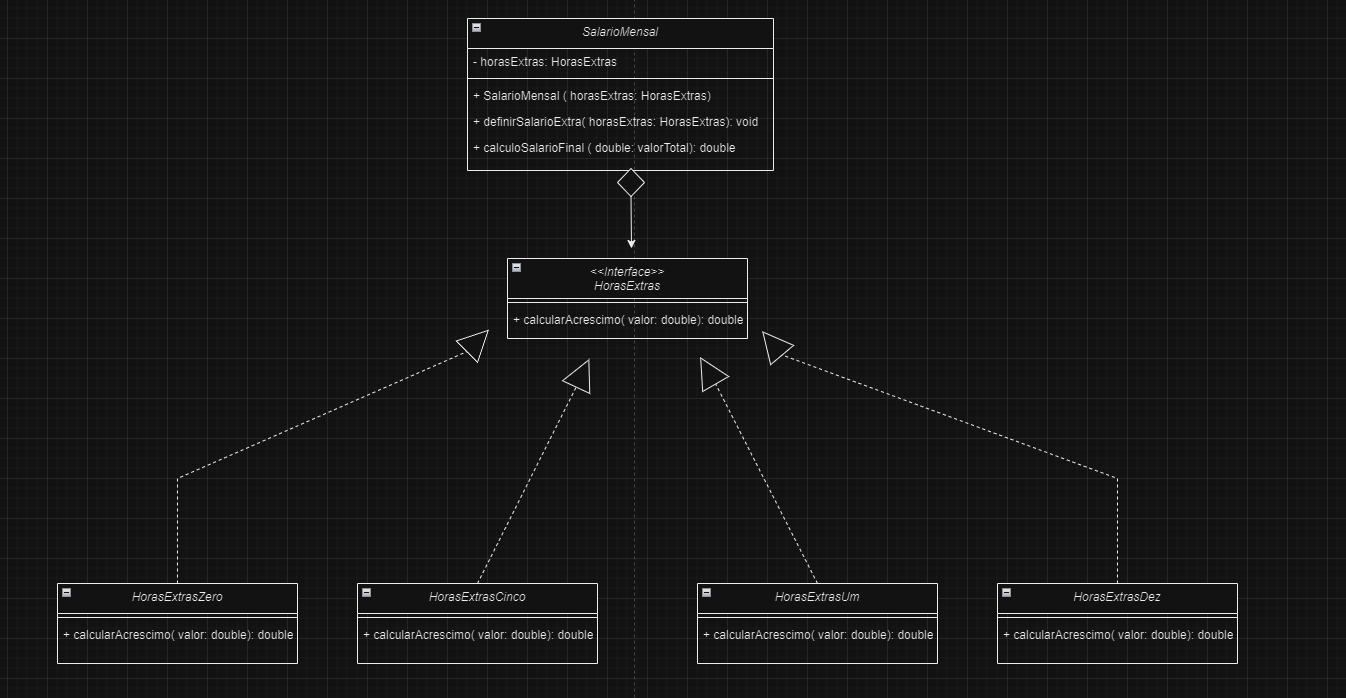 SalarioMensal
- horasExtras: HorasExtras
+ SalarioMensal ( horasExtras: HorasExtras)
+ definirSalarioExtra( horasExtras: HorasExtras): void
+ calculoSalarioFinal ( double: valorTotal): double
<<Interface>>
HorasExtras
+ calcularAcrescimo( valor: double): double
HorasExtrasZero
+ calcularAcrescimo( valor: double): double
HorasExtrasCinco
+ calcularAcrescimo( valor: double): double
HorasExtrasUm
+ calcularAcrescimo( valor: double): double
HorasExtrasDez
+ calcularAcrescimo( valor: double): double